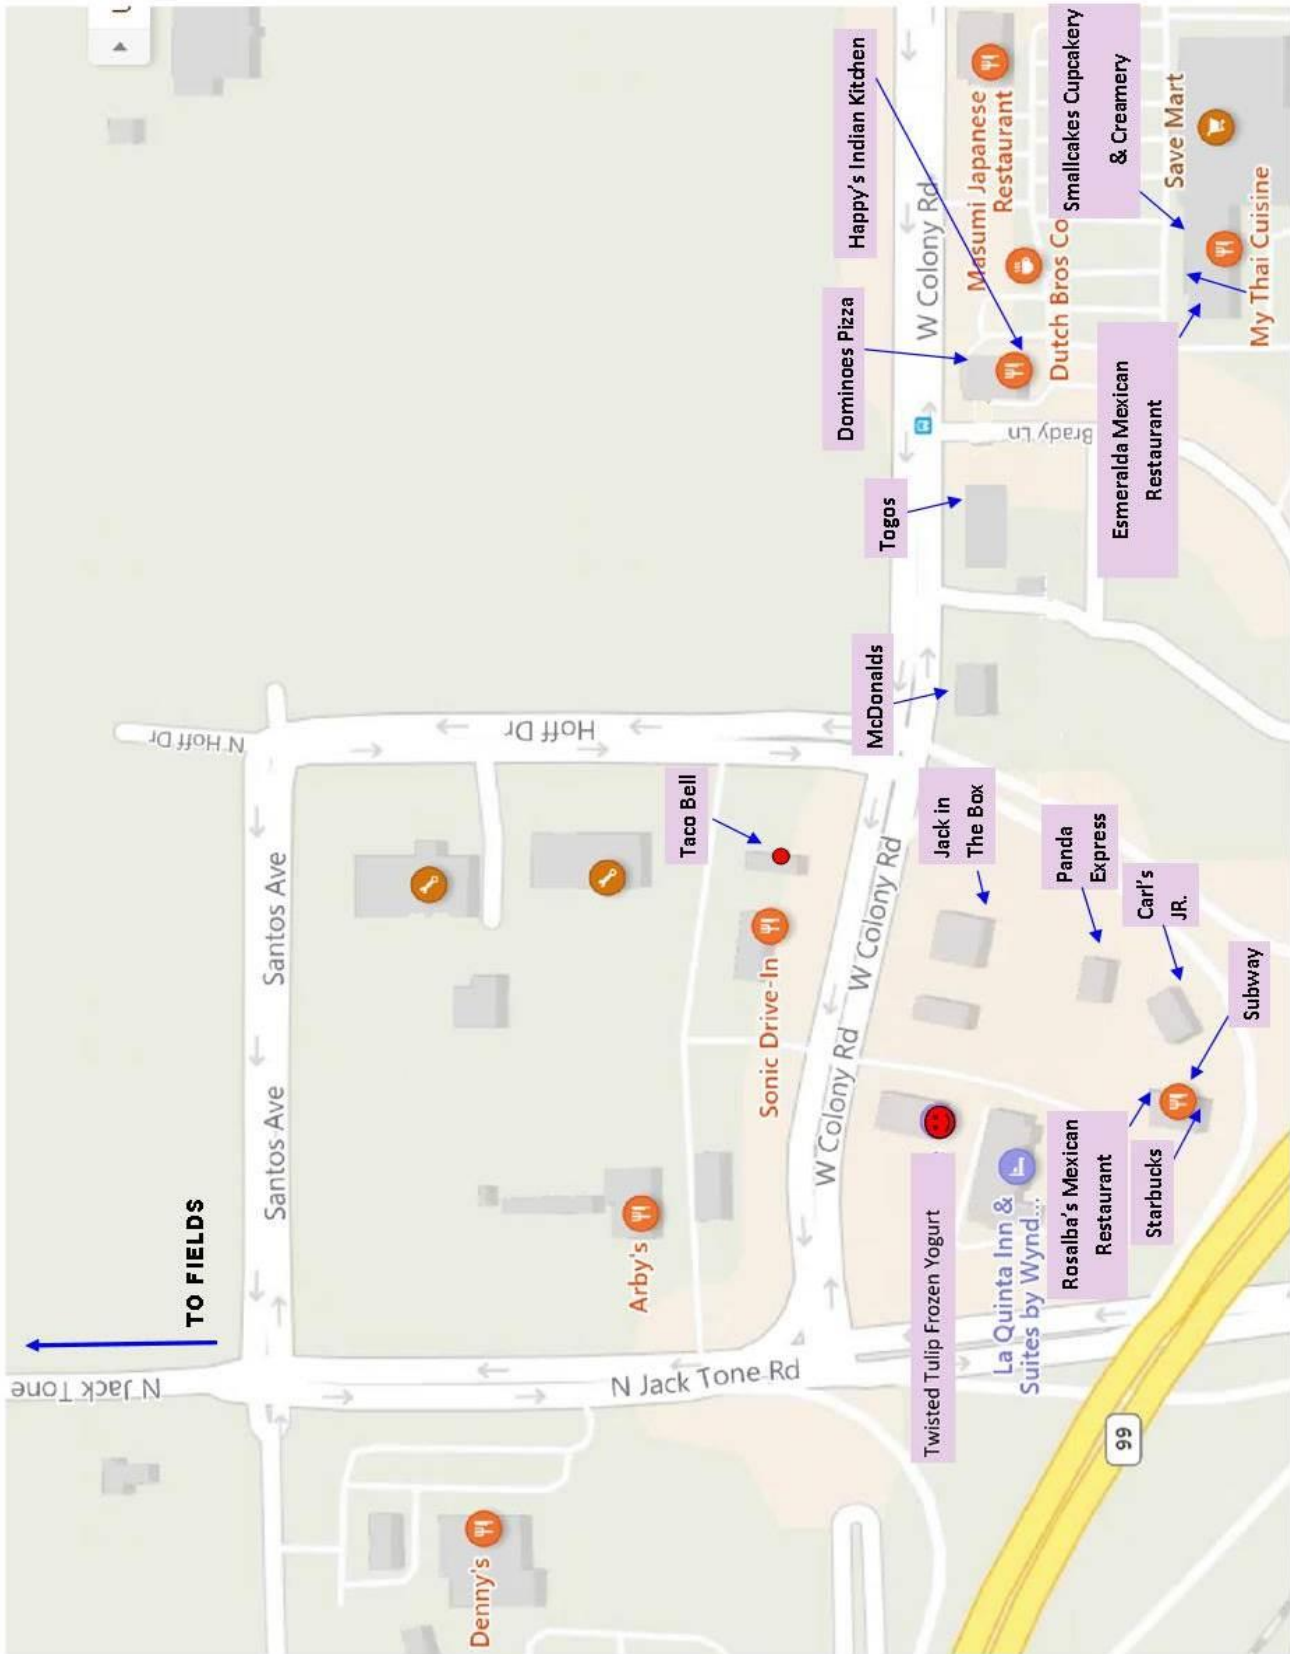 TO FIELDS
N Jack Tone
Santos Ave
Santos Ave
N Hoff Dr
Hoff Dr
Denny's
Arby's
N Jack Tone Rd
Taco Bell
Sonic Drive-In
W Colony Rd
W Colony Rd
W Colony Rd
McDonalds
Togos
Dominoes Pizza
Happy's Indian Kitchen
Masumi Japanese
Restaurant
Dutch Bros Co
Brady Ln
Smallcakes Cupcakery
& Creamery
Save Mart
My Thai Cuisine
Esmeralda Mexican
Restaurant
Jack in
The Box
Panda
Express
Carl's
JR.
Subway
Twisted Tulip Frozen Yogurt
La Quinta Inn &
Suites by Wynd...
Rosalba's Mexican
Restaurant
Starbucks
99